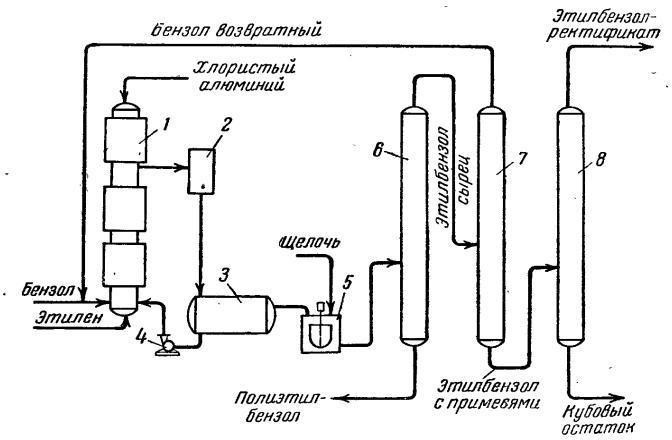 Бензол возвратный
Этилбензол-
ректификат
Хлористый
алюминий
1
2
6
Этилбензол
сырец
7
8
Щелочь
Бензол
3
5
Этилен
4
Полиэтил-
бензол
Этилбензол
с примевями
Кубовый
остаток